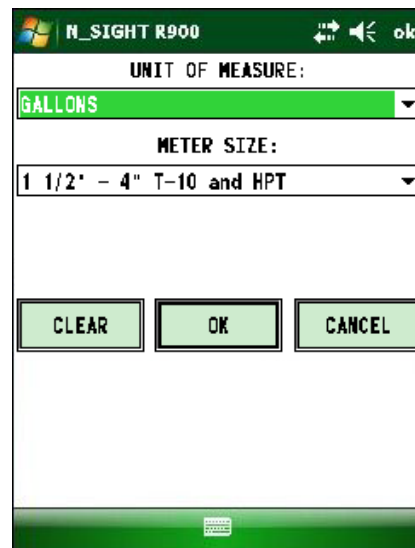 N_SIGHT R900 ok
UNIT OF MEASURE:
GALLONS
METER SIZE:
1 1/2" - 4" T-10 and HPT
CLEAR OK CANCEL